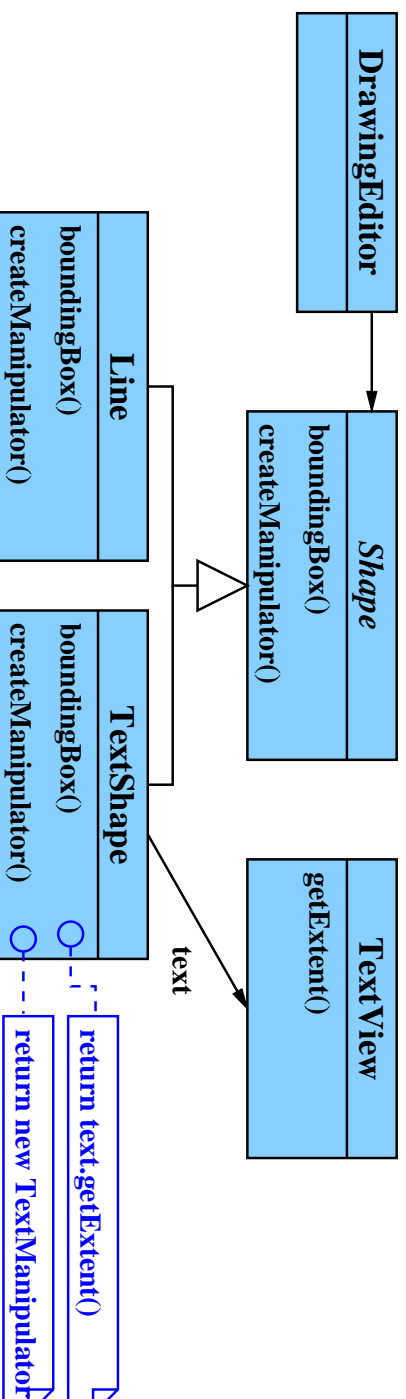 DrawingEditor
Shape
boundingBox()
createManipulator()
TextView
getExtent()
text
Line
boundingBox()
createManipulator()
TextShape
boundingBox()
createManipulator()
return text.getExtent()
return new TextManipulator